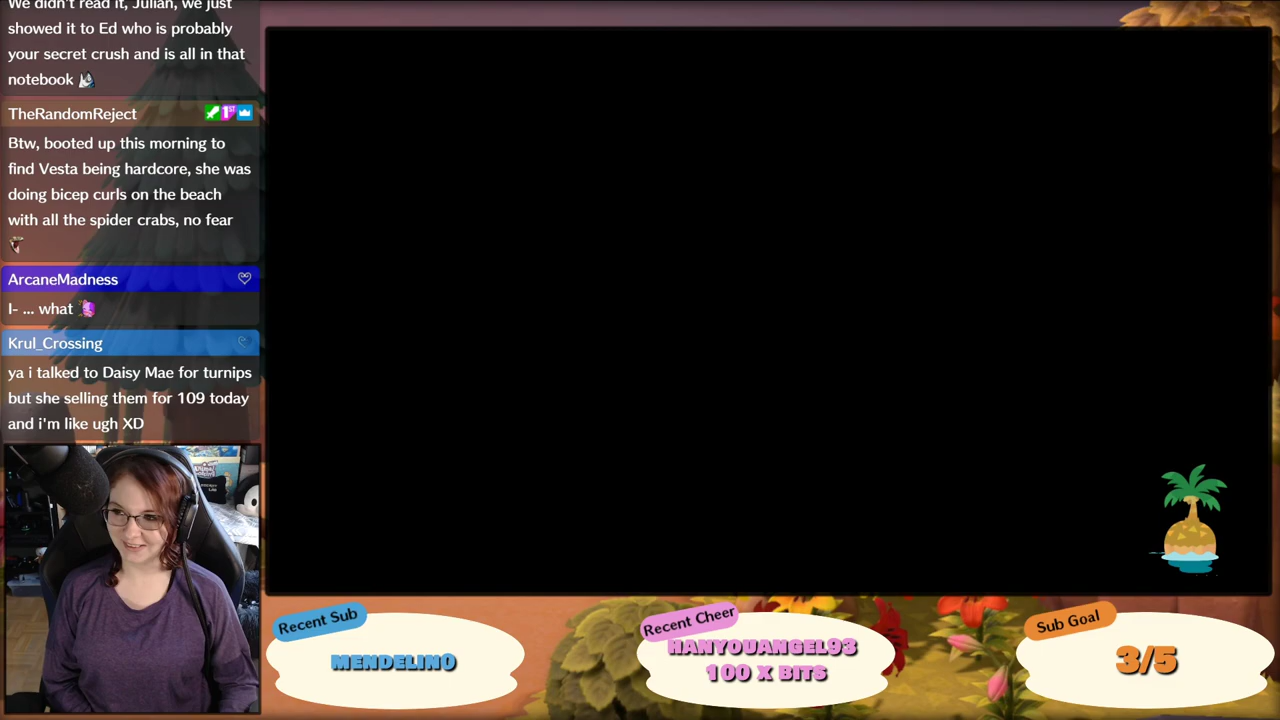 We didn't read it, Julian, we just
showed it to Ed who is probably
your secret crush and is all in that
notebook
TheRandomReject
1ST
Btw, booted up this morning to
find Vesta being hardcore, she was
doing bicep curls on the beach
with all the spider crabs, no fear
ArcaneMadness
I- ... what
Krul_Crossing
ya i talked to Daisy Mae for turnips
but she selling them for 109 today
and i'm like ugh XD
Recent Sub
MENDELIN0
Recent Cheer
HANYOUANGEL93
100 X BITS
Sub Goal
3/5